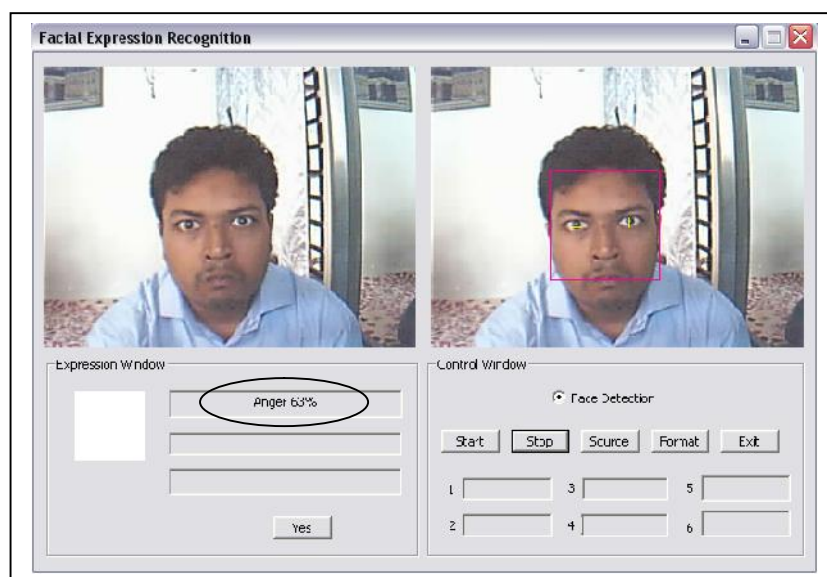 Facial Expression Recognition
Expression Window
Anger 63%
Yes
Control Window
Face Detection
Start Stop Source Format Exit
1 3 5
2 4 6